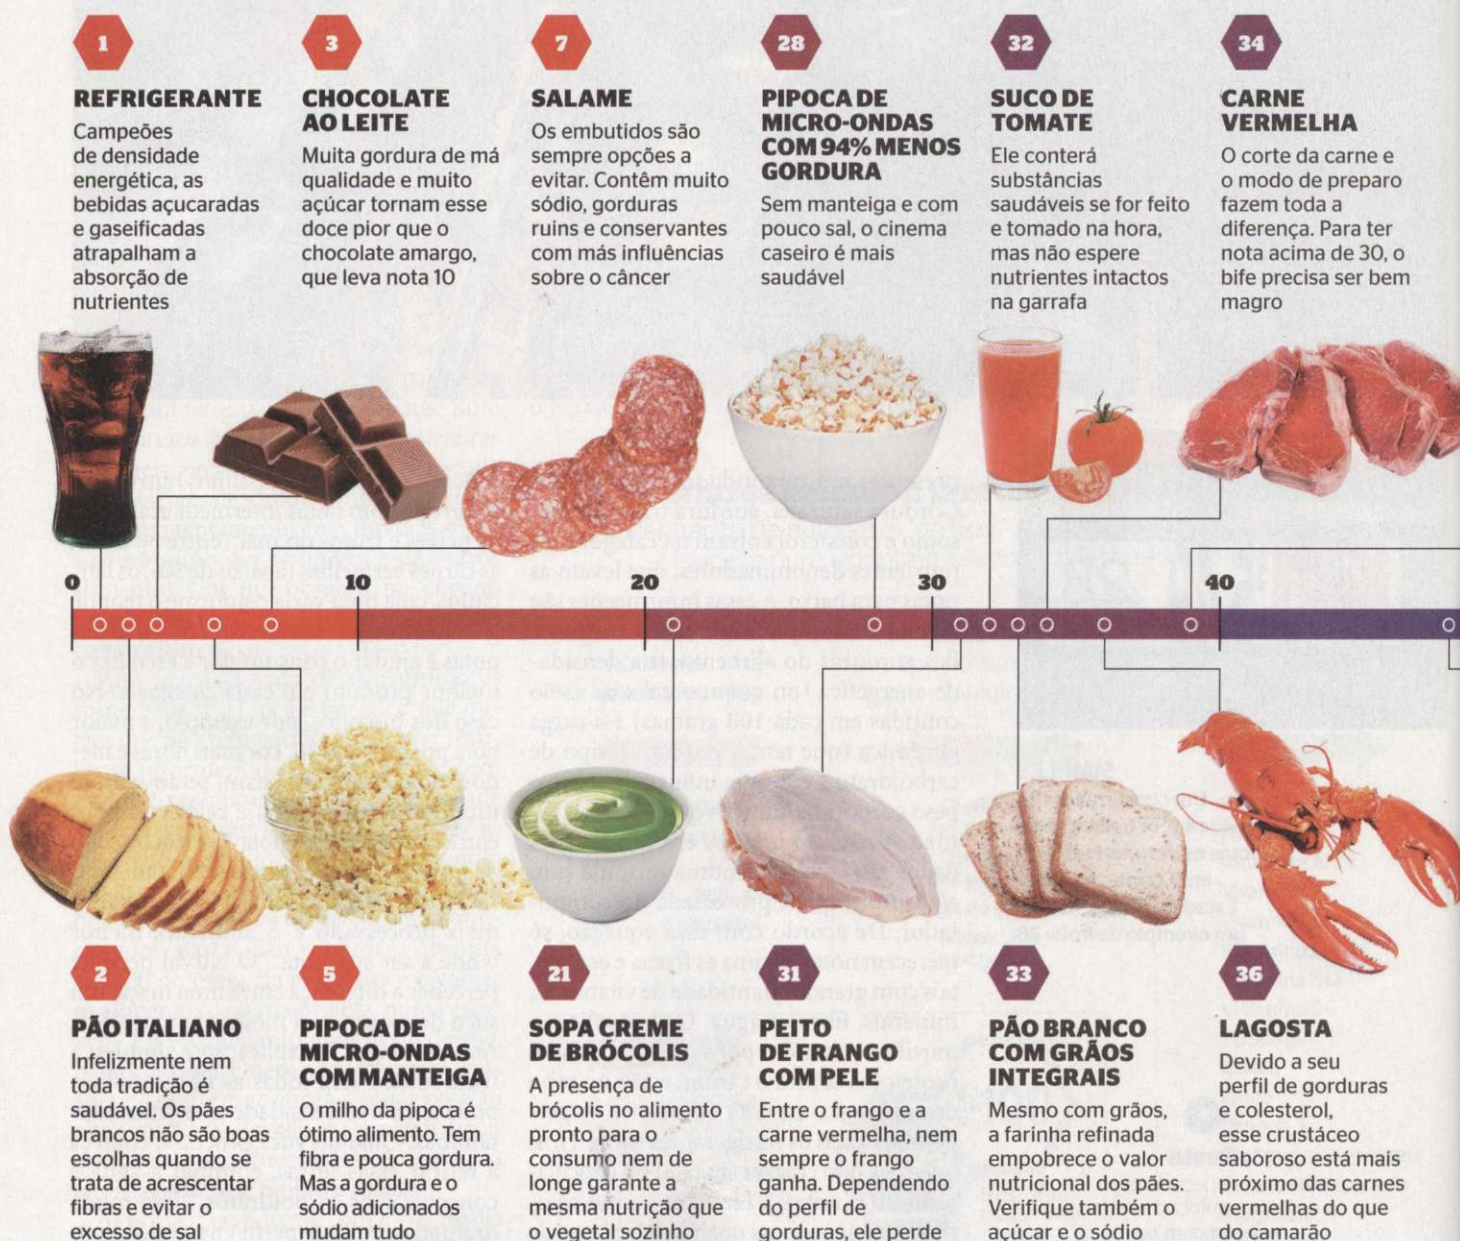 1
REFRIGERANTE
Campeões
de densidade
energética, as
bebidas açucaradas
e gaseificadas
atrapalham a
absorção de
nutrientes
3
CHOCOLATE
AO LEITE
Muita gordura de má
qualidade e muito
açúcar tornam esse
doce pior que o
chocolate amargo,
que leva nota 10
7
SALAME
Os embutidos são
sempre opções a
evitar. Contêm muito
sódio, gorduras
ruins e conservantes
com más influências
sobre o câncer
28
PIPOCA DE
MICRO-ONDAS
COM 94% MENOS
GORDURA
Sem manteiga e com
pouco sal, o cinema
caseiro é mais
saudável
32
SUCO DE
TOMATE
Ele conterá
substâncias
saudáveis se for feito
e tomado na hora,
mas não espere
nutrientes intactos
na garrafa
34
CARNE
VERMELHA
O corte da carne e
o modo de preparo
fazem toda a
diferença. Para ter
nota acima de 30, o
bife precisa ser bem
magro
0
10
20
30
40
2
PÃO ITALIANO
Infelizmente nem
toda tradição é
saudável. Os pães
brancos não são boas
escolhas quando se
trata de acrescentar
fibras e evitar o
excesso de sal
5
PIPOCA DE
MICRO-ONDAS
COM MANTEIGA
O milho da pipoca é
ótimo alimento. Tem
fibra e pouca gordura.
Mas a gordura e o
sódio adicionados
mudam tudo
21
SOPA CREME
DE BRÓCOLIS
A presença de
brócolis no alimento
pronto para o
consumo nem de
longe garante a
mesma nutrição que
o vegetal sozinho
31
PEITO
DE FRANGO
COM PELE
Entre o frango e a
carne vermelha, nem
sempre o frango
ganha. Dependendo
do perfil de
gorduras, ele perde
33
PÃO BRANCO
COM GRÃOS
INTEGRAIS
Mesmo com grãos,
a farinha refinada
empobrece o valor
nutricional dos pães.
Verifique também o
açúcar e o sódio
36
LAGOSTA
Devido a seu
perfil de gorduras
e colesterol,
esse crustáceo
saboroso está mais
próximo das carnes
vermelhas do que
do camarão